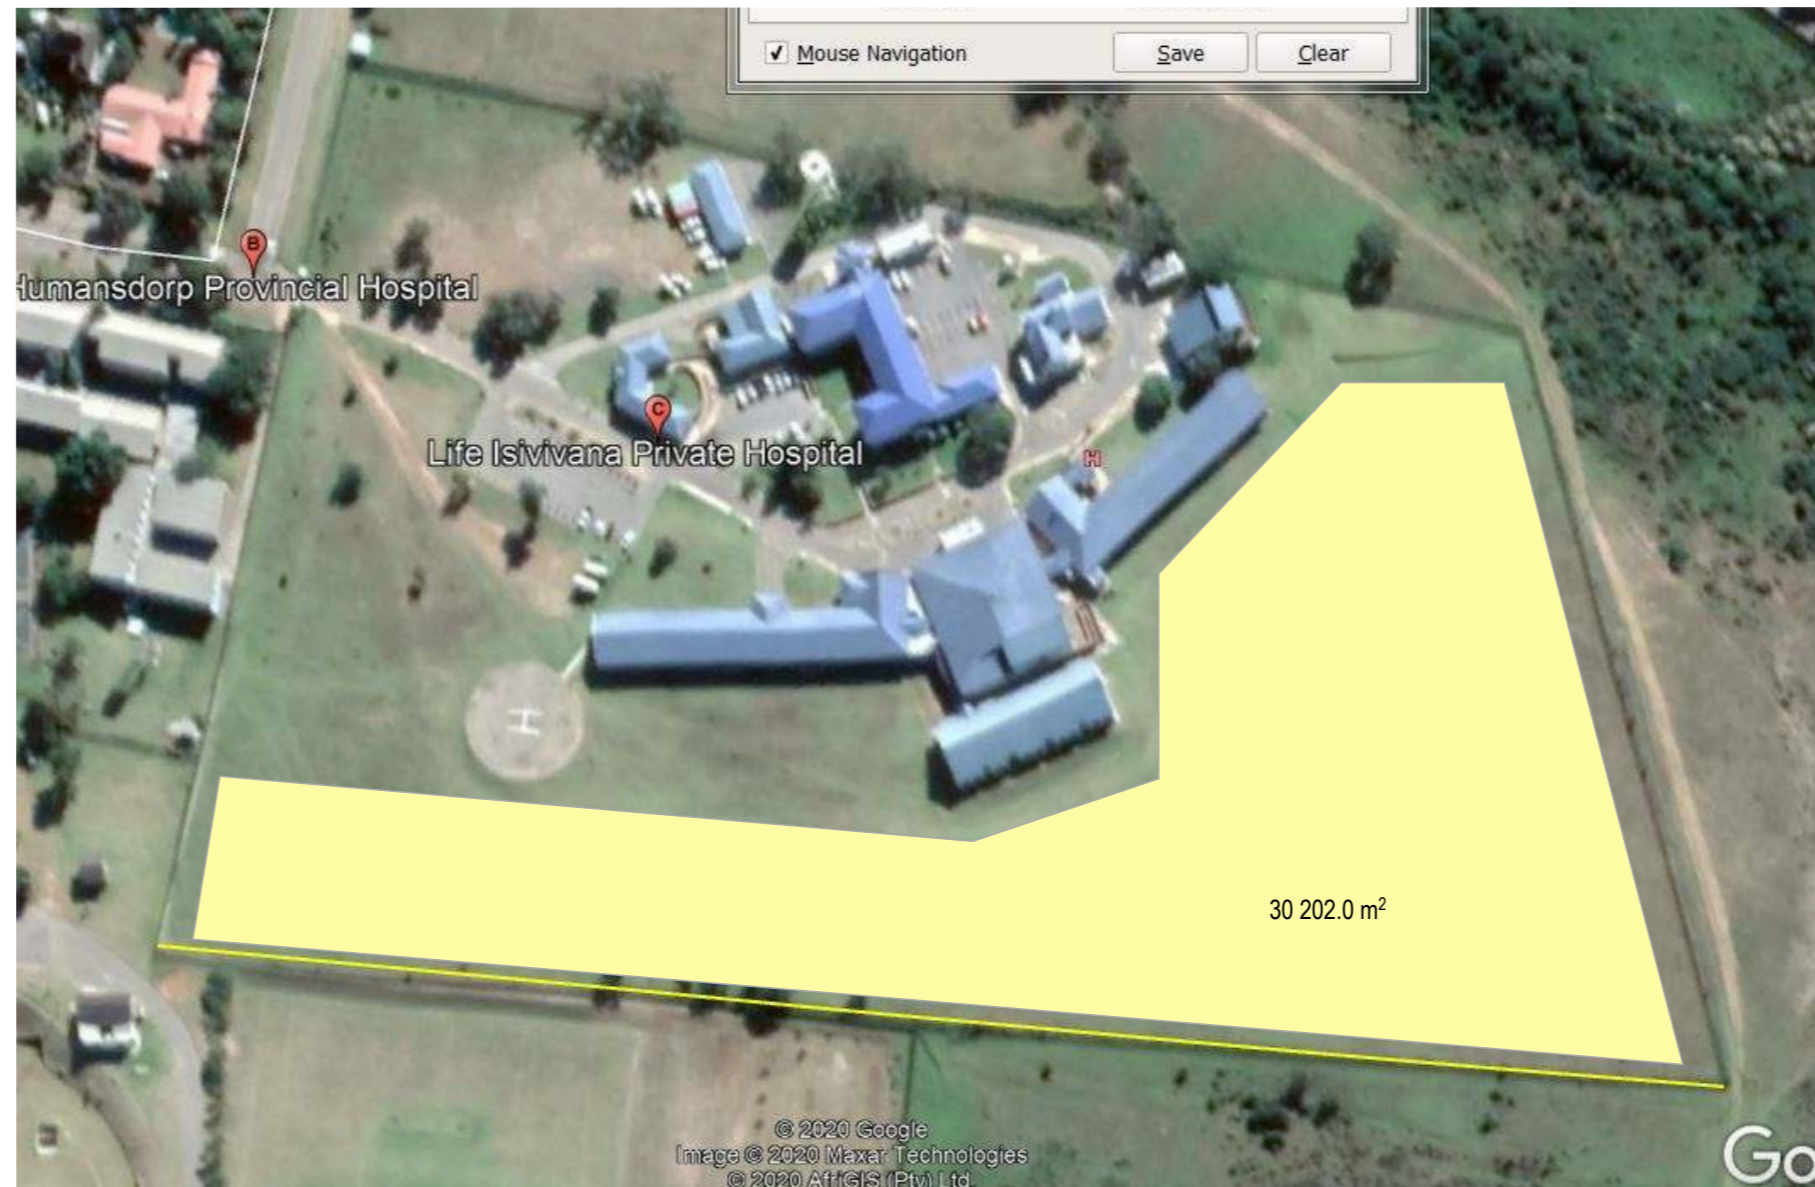 Mouse Navigation
Save
Clear
B
Humansdorp Provincial Hospital
C
Life Isivivana Private Hospital
H
H
30 202.0 m²
© 2020 Google
Image © 2020 Maxar Technologies
© 2020 AfriGIS (Pty) Ltd.
Go